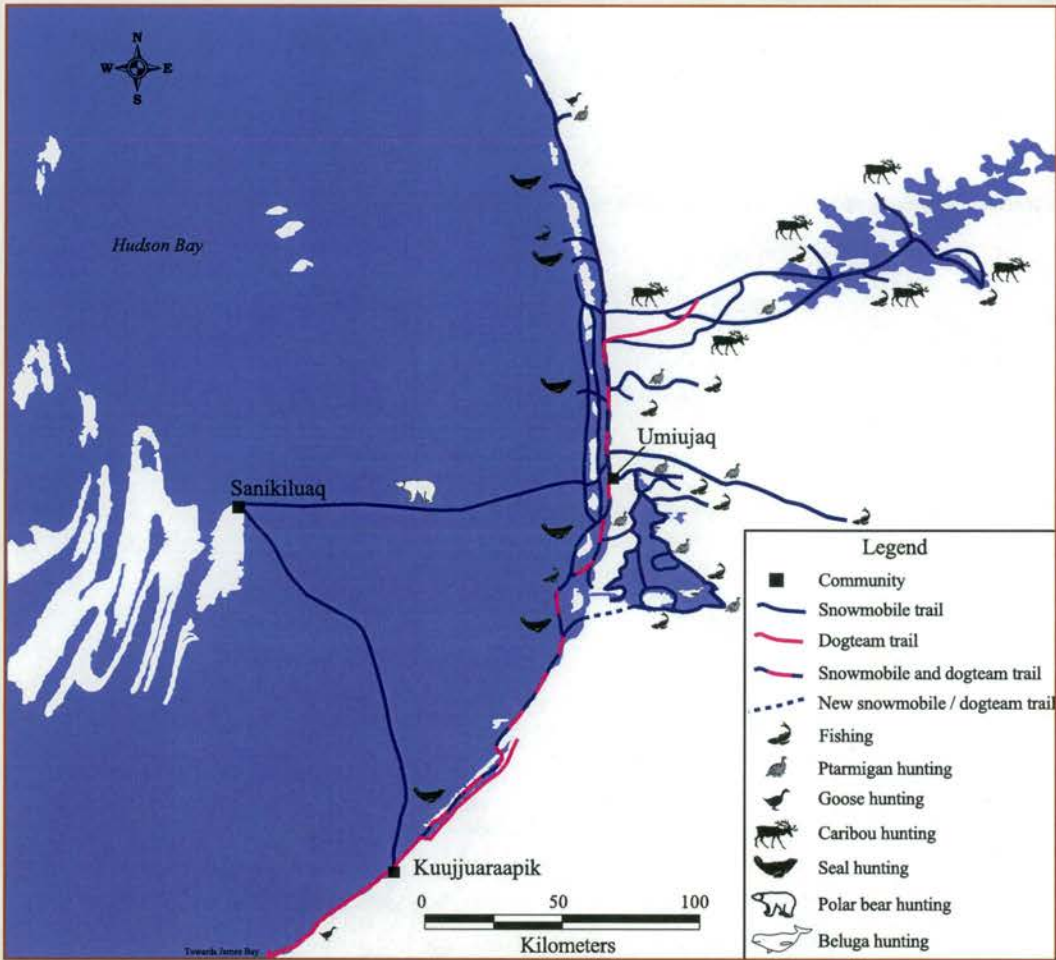 N
W E
S
Hudson Bay
Umiujaq
Sanikiluaq
Kuujjuaraapik
Towards James Bay
0 50 100
Kilometers
Legend
Community
Snowmobile trail
Dogteam trail
Snowmobile and dogteam trail
New snowmobile / dogteam trail
Fishing
Ptarmigan hunting
Goose hunting
Caribou hunting
Seal hunting
Polar bear hunting
Beluga hunting